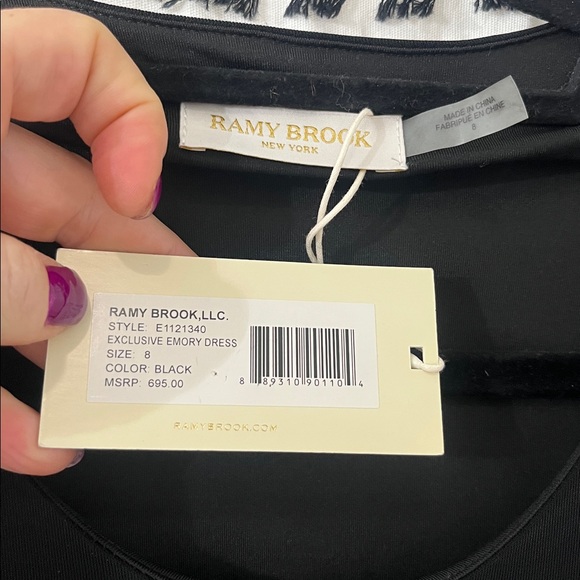 RAMY BROOK
NEW YORK
MADE IN CHINA
FABRIQUÉ EN CHINE
8
RAMY BROOK,LLC.
STYLE: E1121340
EXCLUSIVE EMORY DRESS
SIZE: 8
COLOR: BLACK
MSRP: 695.00
8 89310 90110 4
RAMYBROOK.COM